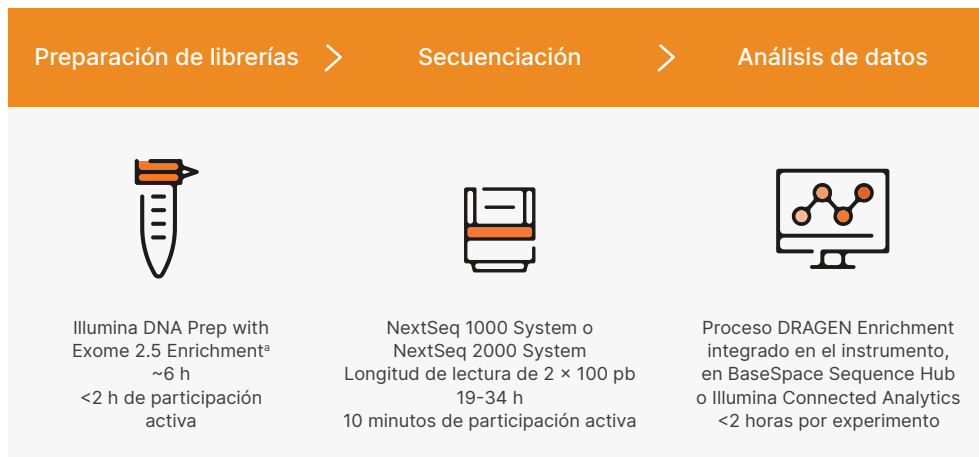 Preparación de librerías
Secuenciación
Análisis de datos
Illumina DNA Prep with
Exome 2.5 Enrichmentᵃ
~6 h
<2 h de participación
activa
NextSeq 1000 System o
NextSeq 2000 System
Longitud de lectura de 2 × 100 pb
19-34 h
10 minutos de participación activa
Proceso DRAGEN Enrichment
integrado en el instrumento,
en BaseSpace Sequence Hub
o Illumina Connected Analytics
<2 horas por experimento